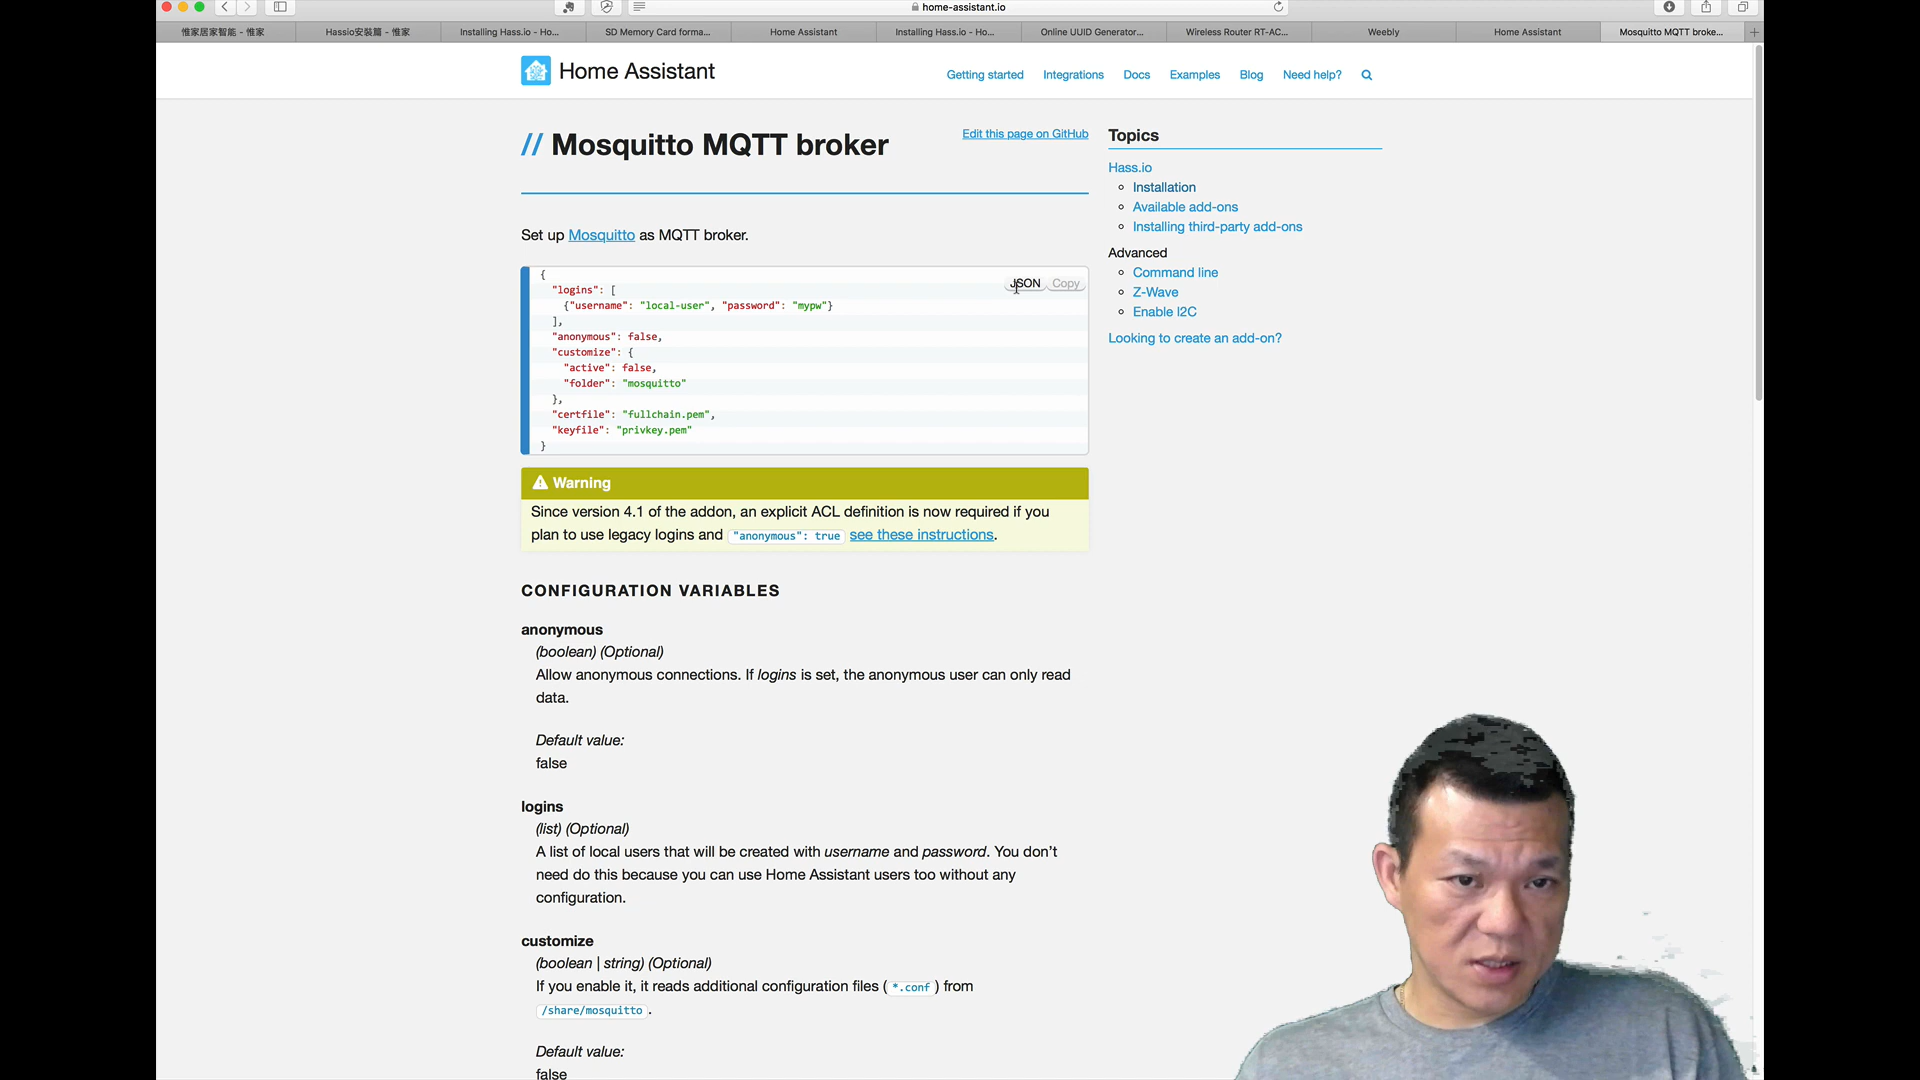 home-assistant.io
惟家居家智能 - 惟家
Hassio安裝篇 - 惟家
Installing Hass.io - Ho...
SD Memory Card forma...
Home Assistant
Installing Hass.io - Ho...
Online UUID Generator...
Wireless Router RT-AC...
Weebly
Home Assistant
Mosquitto MQTT broke...
Home Assistant
Getting started
Integrations
Docs
Examples
Blog
Need help?
// Mosquitto MQTT broker
Edit this page on GitHub
Set up Mosquitto as MQTT broker.
JSON
Copy
{
"logins": [
{"username": "local-user", "password": "mypw"}
],
"anonymous": false,
"customize": {
"active": false,
"folder": "mosquitto"
},
"certfile": "fullchain.pem",
"keyfile": "privkey.pem"
}
Warning
Since version 4.1 of the addon, an explicit ACL definition is now required if you
plan to use legacy logins and "anonymous": true see these instructions.
CONFIGURATION VARIABLES
anonymous
(boolean) (Optional)
Allow anonymous connections. If logins is set, the anonymous user can only read
data.
Default value:
false
logins
(list) (Optional)
A list of local users that will be created with username and password. You don't
need do this because you can use Home Assistant users too without any
configuration.
customize
(boolean | string) (Optional)
If you enable it, it reads additional configuration files ( *.conf ) from
/share/mosquitto .
Default value:
false
Topics
Hass.io
Installation
Available add-ons
Installing third-party add-ons
Advanced
Command line
Z-Wave
Enable I2C
Looking to create an add-on?